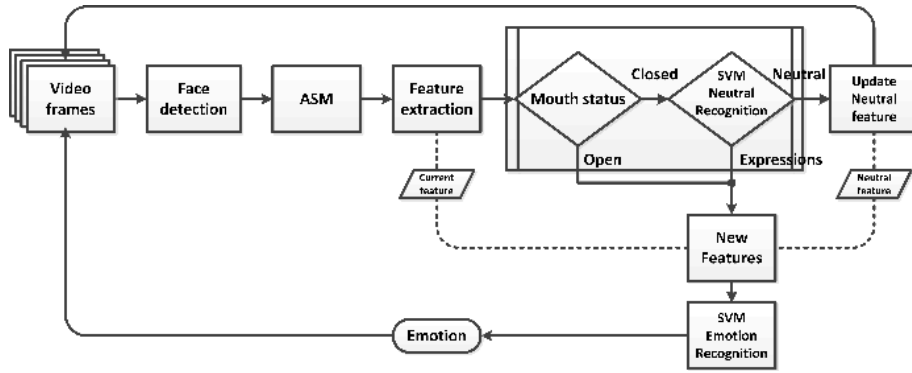 Video
frames
Face
detection
ASM
Feature
extraction
Mouth status
Closed
SVM
Neutral
Recognition
Neutral
Update
Neutral
feature
Open
Expressions
Current
feature
Neutral
feature
New
Features
SVM
Emotion
Recognition
Emotion